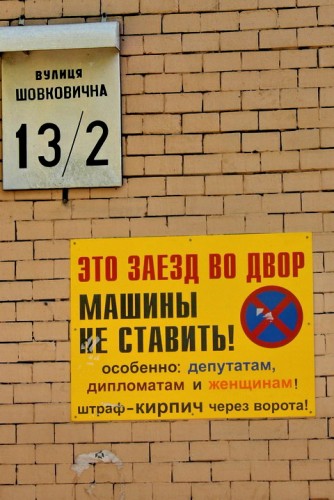 ВУЛИЦЯ
ШОВКОВИЧНА
13/2
ЭТО ЗАЕЗД ВО ДВОР
МАШИНЫ
НЕ СТАВИТЬ!
особенно: депутатам,
дипломатам и женщинам!
штраф-кирпич через ворота!